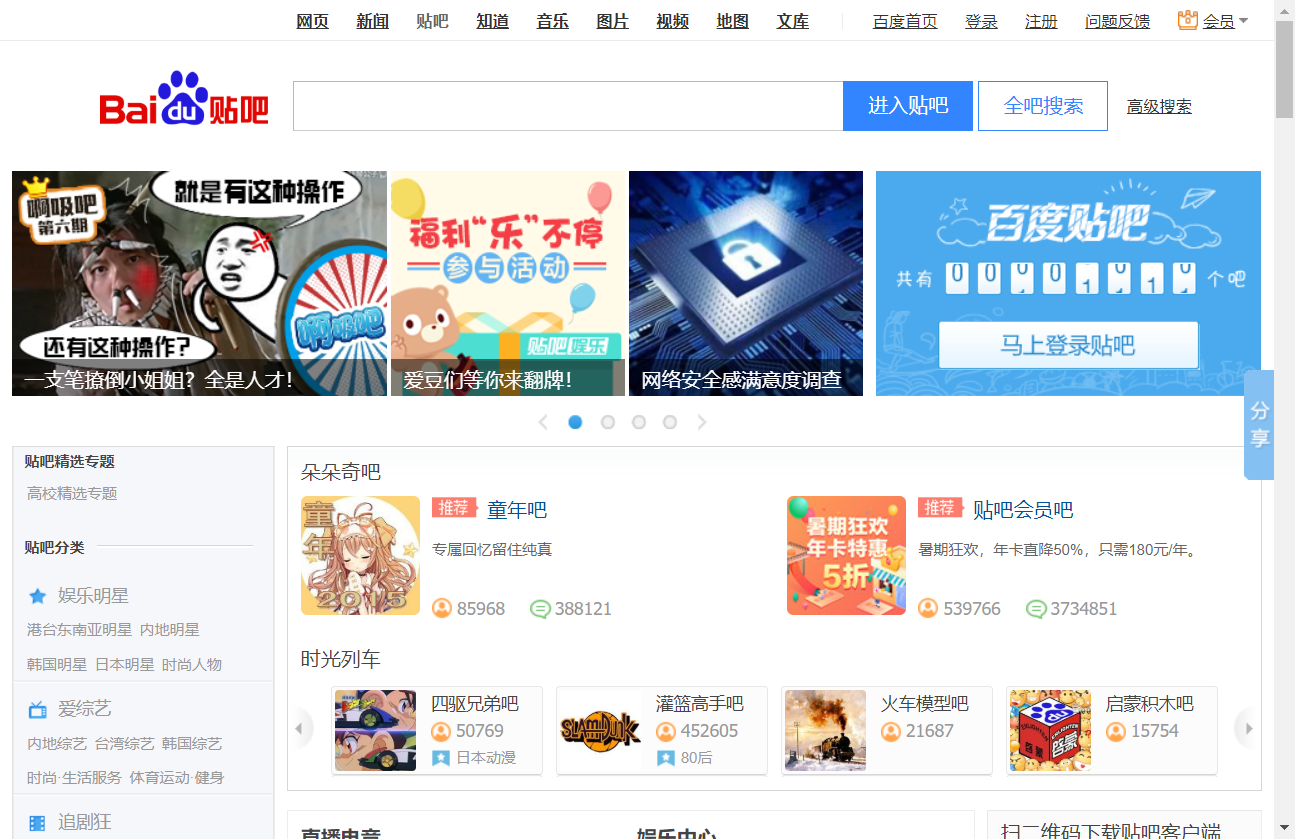 网页 新闻 贴吧 知道 音乐 图片 视频 地图 文库 百度首页 登录 注册 问题反馈 会员
Bai du 贴吧 进入贴吧 全吧搜索 高级搜索
啊吸吧
第六期
就是有这种操作
还有这种操作?
啊吸吧
一支笔撩倒小姐姐?全是人才!
福利“乐”不停
参与活动
贴吧娱乐
爱豆们等你来翻牌!
网络安全感满意度调查
百度贴吧
共有 个吧
马上登录贴吧
分享
贴吧精选专题
高校精选专题
贴吧分类
娱乐明星
港台东南亚明星 内地明星
韩国明星 日本明星 时尚人物
爱综艺
内地综艺 台湾综艺 韩国综艺
时尚·生活服务 体育运动·健身
追剧狂
朵朵奇吧
童年
2015
推荐 童年吧
专属回忆留住纯真
85968 388121
暑期狂欢
年卡特惠
5折
推荐 贴吧会员吧
暑期狂欢，年卡直降50%，只需180元/年。
539766 3734851
时光列车
四驱兄弟吧
50769
日本动漫
SLAM DUNK
灌篮高手吧
452605
80后
火车模型吧
21687
启蒙
启蒙积木吧
15754
直播电竞 娱乐中心
扫二维码下载贴吧客户端